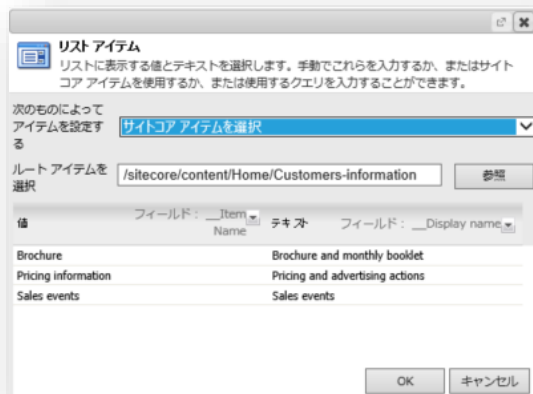 リスト アイテム
リストに表示する値とテキストを選択します。手動でこれらを入力するか、またはサイト
コア アイテムを使用するか、または使用するクエリを入力することができます。
次のものによって
アイテムを設定す
る
サイトコア アイテムを選択
ルート アイテムを
選択
/sitecore/content/Home/Customers-information
参照
値
フィールド： __Item
Name
テキスト
フィールド： __Display name
Brochure
Brochure and monthly booklet
Pricing information
Pricing and advertising actions
Sales events
Sales events
OK
キャンセル